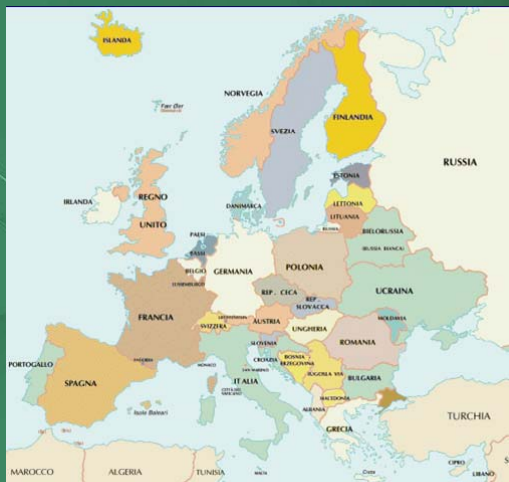 ISLANDA
Fær Øer
NORVEGIA
SVEZIA
FINLANDIA
RUSSIA
ESTONIA
LETTONIA
LITUANIA
RUSSIA
BIELORUSSIA
(RUSSIA BIANCA)
IRLANDA
REGNO
UNITO
DANIMARCA
PAESI
BASSI
BELGIO
LUSSEMBURGO
GERMANIA
POLONIA
REP. CECA
REP.
SLOVACCA
UCRAINA
MOLDAVIA
FRANCIA
SVIZZERA
LIECHTENSTEIN
AUSTRIA
UNGHERIA
ROMANIA
SLOVENIA
CROAZIA
BOSNIA
ERZEGOVINA
JUGOSLAVIA
BULGARIA
MACEDONIA
ALBANIA
GRECIA
MONACO
SAN MARINO
ITALIA
CITTÀ DEL
VATICANO
ANDORRA
PORTOGALLO
SPAGNA
Isole Baleari
TURCHIA
CIPRO
LIBANO
MAROCCO
ALGERIA
TUNISIA
MALTA
Creta